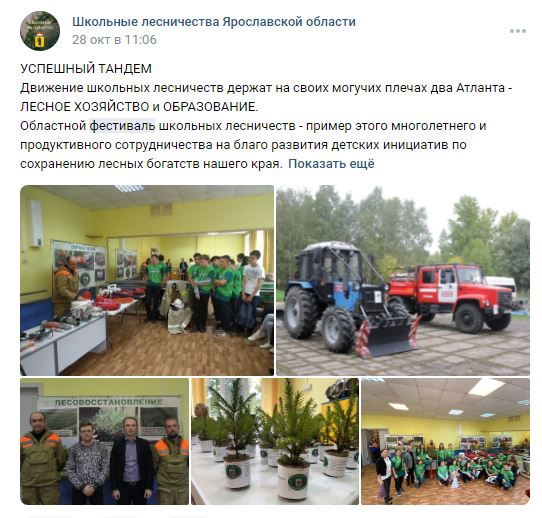 Школьные лесничества Ярославской области
28 окт в 11:06
УСПЕШНЫЙ ТАНДЕМ
Движение школьных лесничеств держат на своих могучих плечах два Атланта -
ЛЕСНОЕ ХОЗЯЙСТВО и ОБРАЗОВАНИЕ.
Областной фестиваль школьных лесничеств - пример этого многолетнего и
продуктивного сотрудничества на благо развития детских инициатив по
сохранению лесных богатств нашего края. Показать ещё
ЛЕСОВОССТАНОВЛЕНИЕ